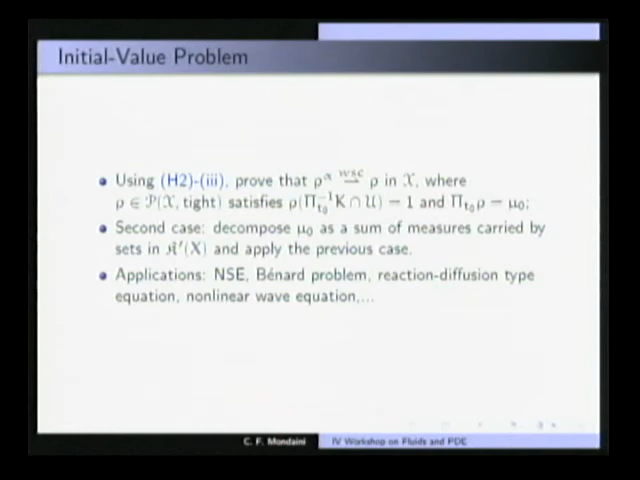 Initial-Value Problem
Using (H2)-(iii), prove that ρ^α ⇀^{wsc} ρ in 𝒳, where
ρ ∈ 𝒫(𝒳, tight) satisfies ρ(Π_{t₀}^{-1}K ∩ 𝒰) = 1 and Π_{t₀}ρ = μ₀;
Second case: decompose μ₀ as a sum of measures carried by
sets in 𝔎′(X) and apply the previous case.
Applications: NSE, Bénard problem, reaction-diffusion type
equation, nonlinear wave equation,...
C. F. Mondaini IV Workshop on Fluids and PDE